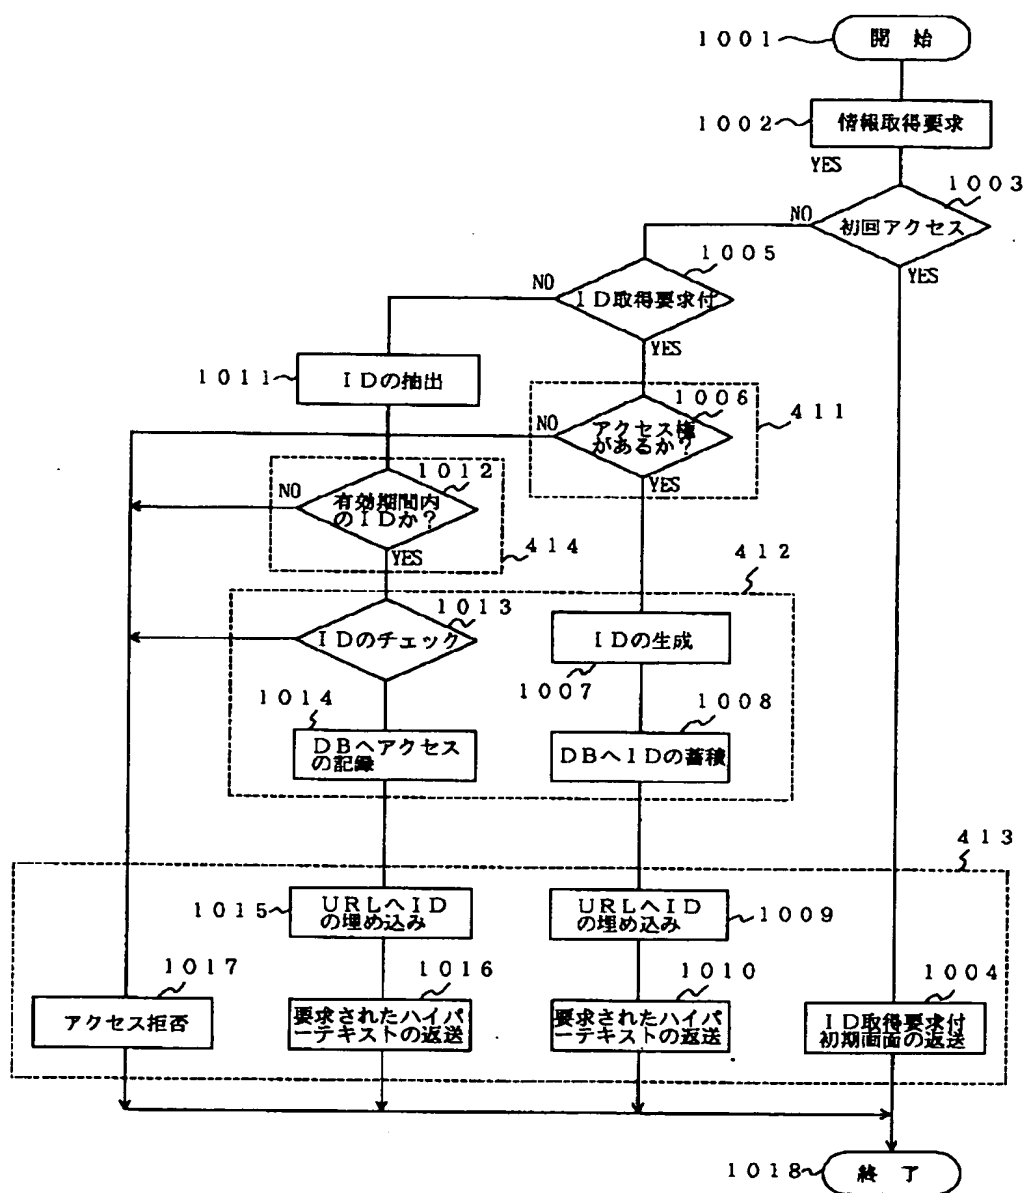 1001
開 始
1002
情報取得要求
YES
1003
初回アクセス
NO
YES
1005
ID取得要求付
NO
YES
1011
IDの抽出
1006
アクセス権
があるか?
NO
YES
411
1012
有効期間内
のIDか?
NO
YES
414
412
1013
IDのチェック
IDの生成
1007
1014
DBへアクセス
の記録
1008
DBへIDの蓄積
413
1015
URLへID
の埋め込み
URLへID
の埋め込み
1009
1017
アクセス拒否
1016
要求されたハイパ
ーテキストの返送
1010
要求されたハイパ
ーテキストの返送
1004
ID取得要求付
初期画面の返送
1018
終 了